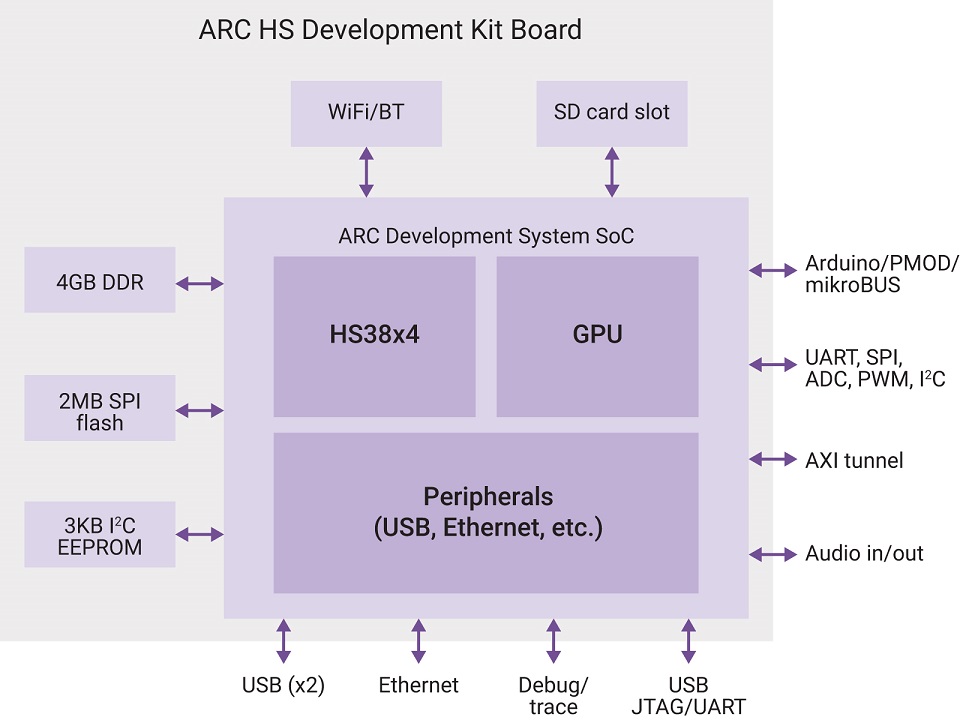 ARC HS Development Kit Board
WiFi/BT
SD card slot
ARC Development System SoC
4GB DDR
2MB SPI
flash
3KB I²C
EEPROM
HS38x4
GPU
Peripherals
(USB, Ethernet, etc.)
Arduino/PMOD/
mikroBUS
UART, SPI,
ADC, PWM, I²C
AXI tunnel
Audio in/out
USB (x2)
Ethernet
Debug/
trace
USB
JTAG/UART